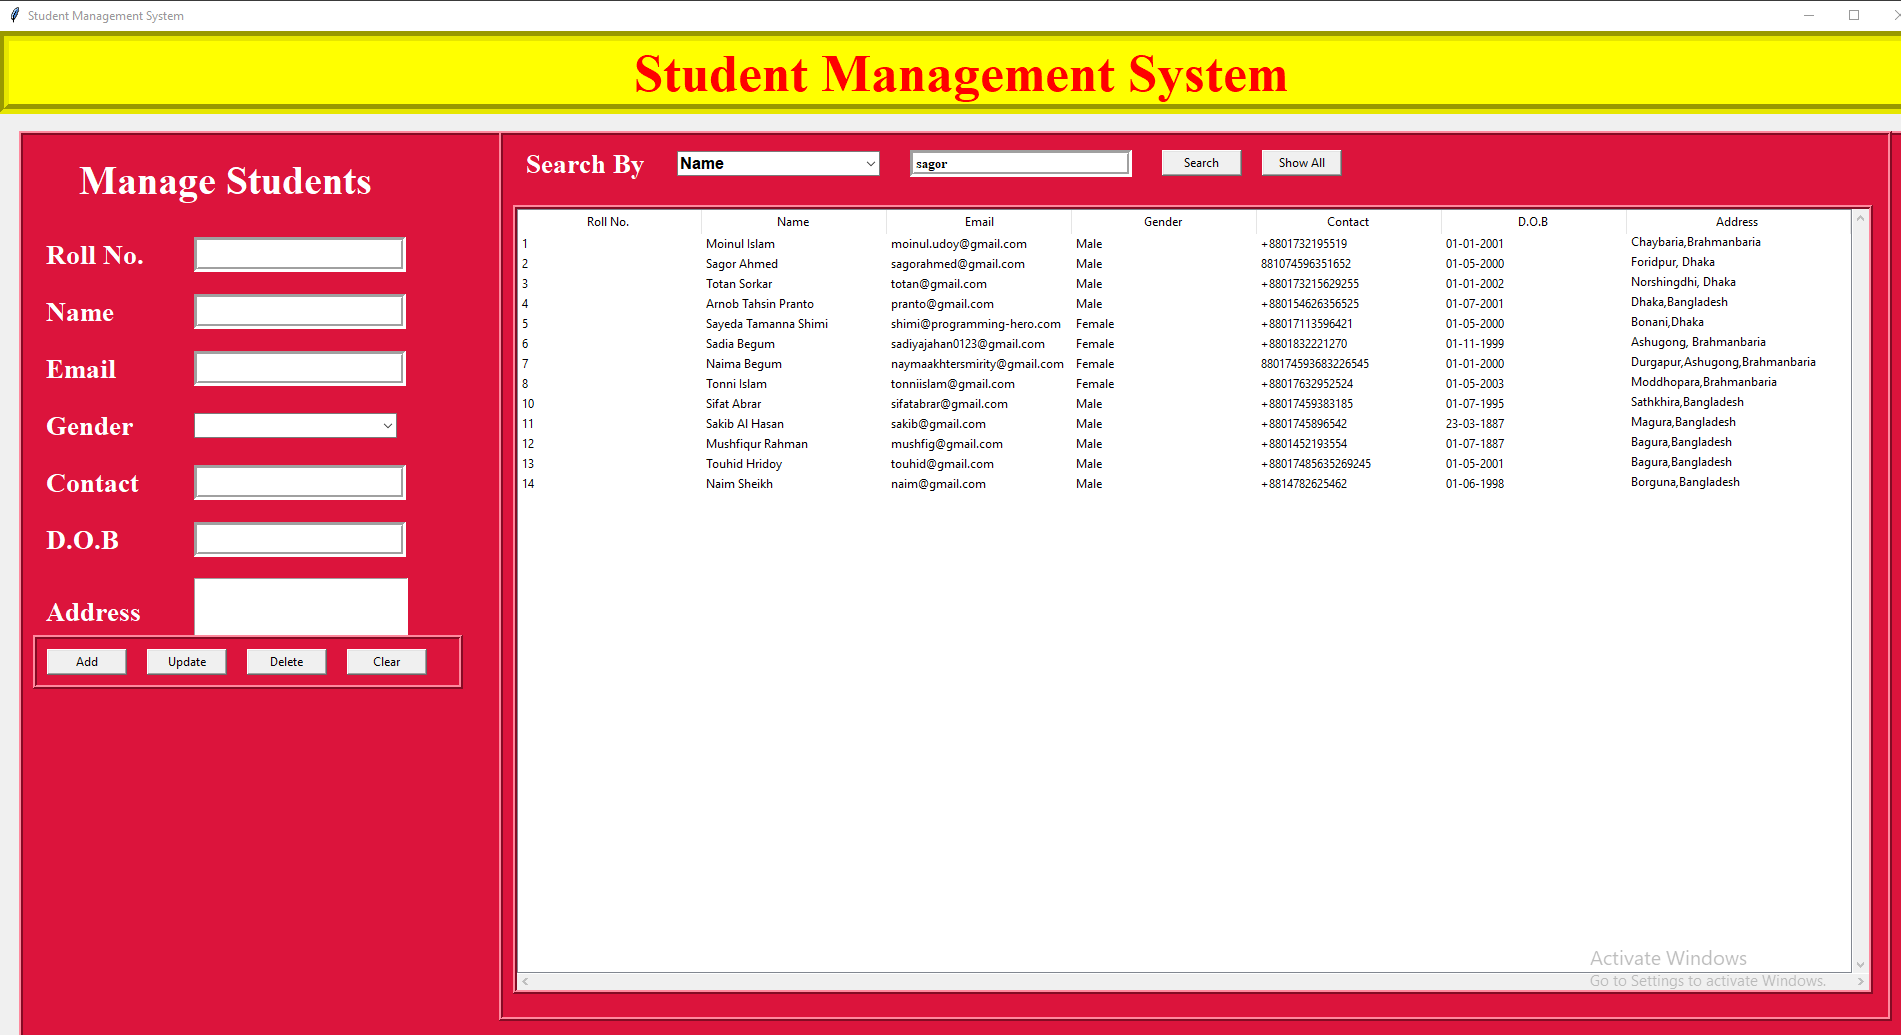 Student Management System
Student Management System
Manage Students
Roll No.
Name
Email
Gender
Contact
D.O.B
Address
Add Update Delete Clear
Search By Name sagor Search Show All
Roll No. Name Email Gender Contact D.O.B Address
1 Moinul Islam moinul.udoy@gmail.com Male +8801732195519 01-01-2001 Chaybaria,Brahmanbaria
2 Sagor Ahmed sagorahmed@gmail.com Male 881074596351652 01-05-2000 Foridpur, Dhaka
3 Totan Sorkar totan@gmail.com Male +880173215629255 01-01-2002 Norshingdhi, Dhaka
4 Arnob Tahsin Pranto pranto@gmail.com Male +880154626356525 01-07-2001 Dhaka,Bangladesh
5 Sayeda Tamanna Shimi shimi@programming-hero.com Female +88017113596421 01-05-2000 Bonani,Dhaka
6 Sadia Begum sadiyajahan0123@gmail.com Female +8801832221270 01-11-1999 Ashugong, Brahmanbaria
7 Naima Begum naymaakhtersmirity@gmail.com Female 880174593683226545 01-01-2000 Durgapur,Ashugong,Brahmanbaria
8 Tonni Islam tonniislam@gmail.com Female +88017632952524 01-05-2003 Moddhopara,Brahmanbaria
10 Sifat Abrar sifatabrar@gmail.com Male +88017459383185 01-07-1995 Sathkhira,Bangladesh
11 Sakib Al Hasan sakib@gmail.com Male +8801745896542 23-03-1887 Magura,Bangladesh
12 Mushfiqur Rahman mushfig@gmail.com Male +8801452193554 01-07-1887 Bagura,Bangladesh
13 Touhid Hridoy touhid@gmail.com Male +88017485635269245 01-05-2001 Bagura,Bangladesh
14 Naim Sheikh naim@gmail.com Male +8814782625462 01-06-1998 Borguna,Bangladesh
Activate Windows
Go to Settings to activate Windows.